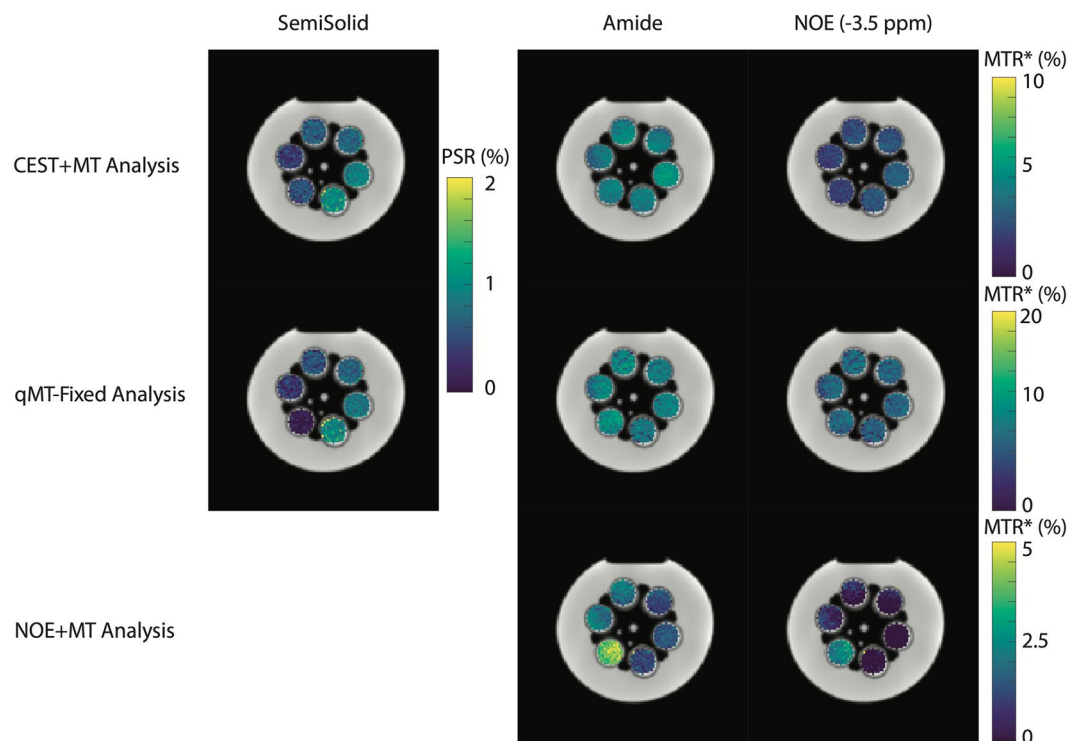 SemiSolid
Amide
NOE (-3.5 ppm)
MTR* (%)
10
5
0
CEST+MT Analysis
PSR (%)
2
1
0
MTR* (%)
20
10
0
qMT-Fixed Analysis
MTR* (%)
5
2.5
0
NOE+MT Analysis